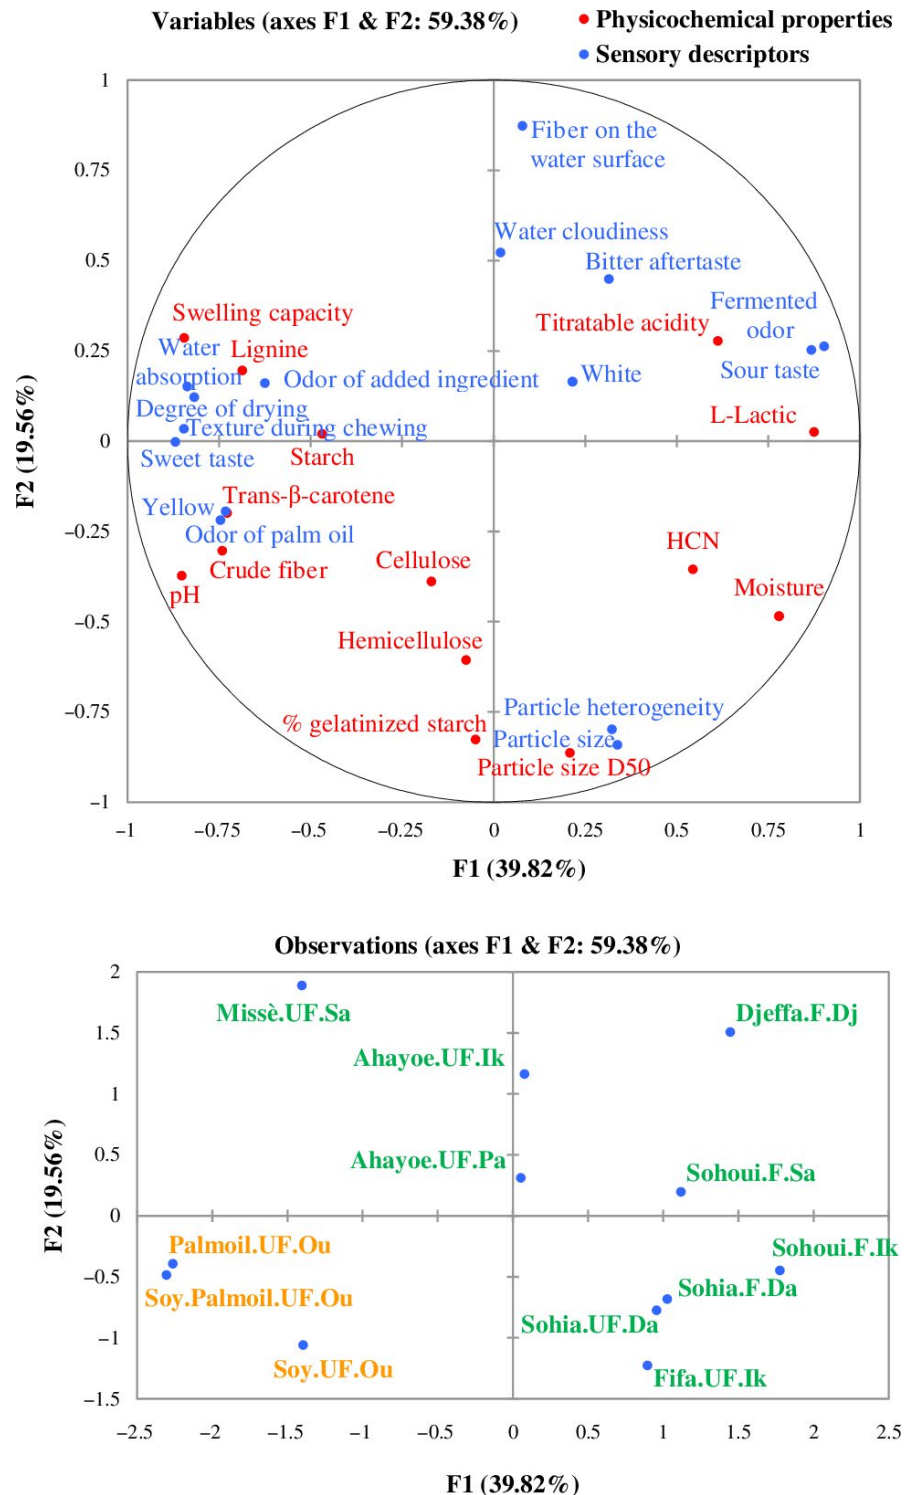 Variables (axes F1 & F2: 59.38%)
Physicochemical properties
Sensory descriptors
1
0.75
0.5
0.25
0
−0.25
−0.5
−0.75
−1
F2 (19.56%)
Fiber on the
water surface
Water cloudiness
Bitter aftertaste
Fermented
odor
Titratable acidity
Sour taste
Swelling capacity
Water
absorption
Lignine
Odor of added ingredient
White
Degree of drying
L-Lactic
Texture during chewing
Sweet taste
Starch
Trans-β-carotene
Yellow
Odor of palm oil
HCN
Cellulose
Crude fiber
Moisture
pH
Hemicellulose
Particle heterogeneity
% gelatinized starch
Particle size
Particle size D50
−1
−0.75
−0.5
−0.25
0
0.25
0.5
0.75
1
F1 (39.82%)
Observations (axes F1 & F2: 59.38%)
2
1.5
1
0.5
0
−0.5
−1
−1.5
F2 (19.56%)
Missè.UF.Sa
Djeffa.F.Dj
Ahayoe.UF.Ik
Ahayoe.UF.Pa
Sohoui.F.Sa
Palmoil.UF.Ou
Sohoui.F.Ik
Soy.Palmoil.UF.Ou
Sohia.F.Da
Sohia.UF.Da
Soy.UF.Ou
Fifa.UF.Ik
−2.5
−2
−1.5
−1
−0.5
0
0.5
1
1.5
2
2.5
F1 (39.82%)